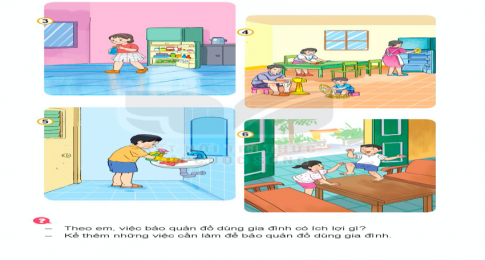 3
4
5
6
?
– Theo em, việc bảo quản đồ dùng gia đình có ích lợi gì?
– Kể thêm những việc cần làm để bảo quản đồ dùng gia đình.